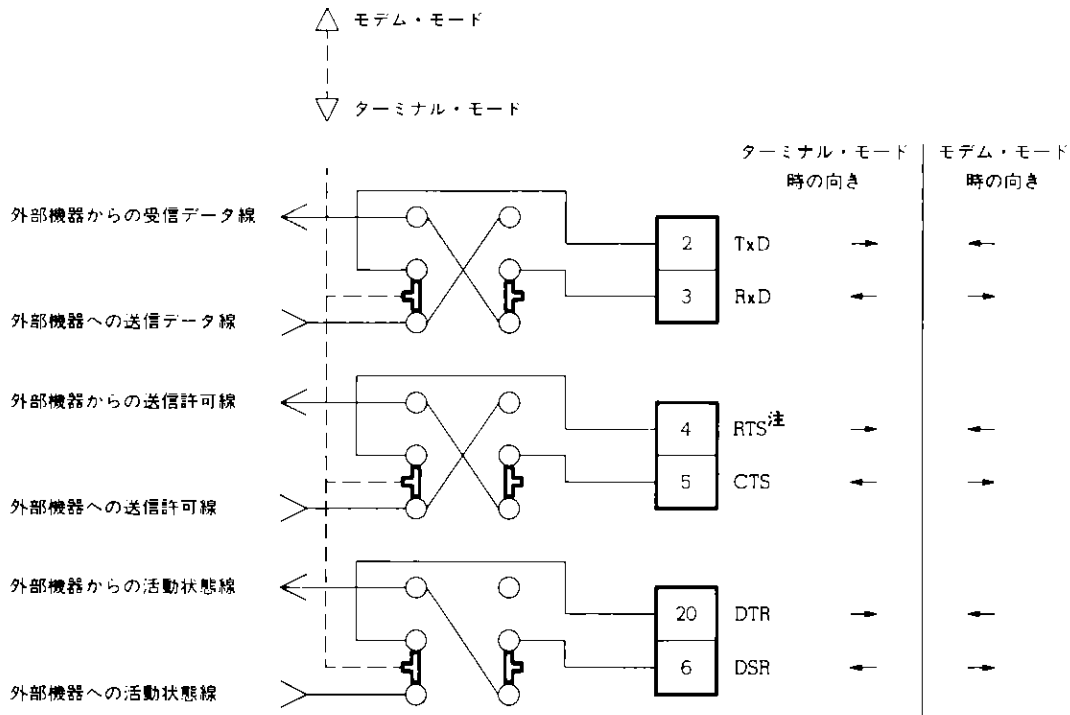 モデム・モード
ターミナル・モード
ターミナル・モード
時の向き
モデム・モード
時の向き
外部機器からの受信データ線
2 TxD
3 RxD
外部機器への送信データ線
外部機器からの送信許可線
4 RTS注
5 CTS
外部機器への送信許可線
外部機器からの活動状態線
20 DTR
6 DSR
外部機器への活動状態線